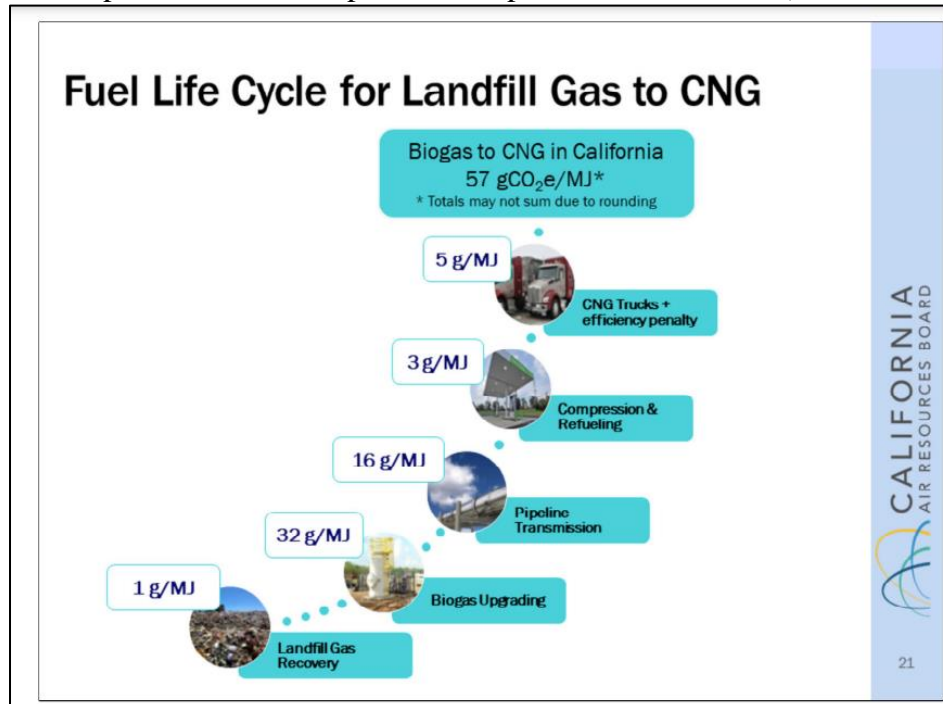 Fuel Life Cycle for Landfill Gas to CNG
Biogas to CNG in California
57 gCO₂e/MJ*
* Totals may not sum due to rounding
5 g/MJ
CNG Trucks +
efficiency penalty
3 g/MJ
Compression &
Refueling
16 g/MJ
Pipeline
Transmission
32 g/MJ
Biogas Upgrading
1 g/MJ
Landfill Gas
Recovery
CALIFORNIA
AIR RESOURCES BOARD
21